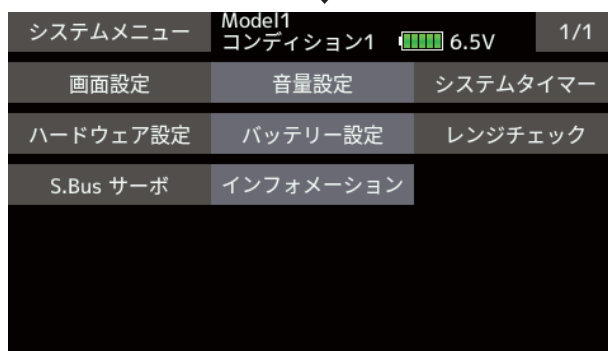 システムメニュー
Model1
コンディション1 6.5V
1/1
画面設定 音量設定 システムタイマー
ハードウェア設定 バッテリー設定 レンジチェック
S.Bus サーボ インフォメーション